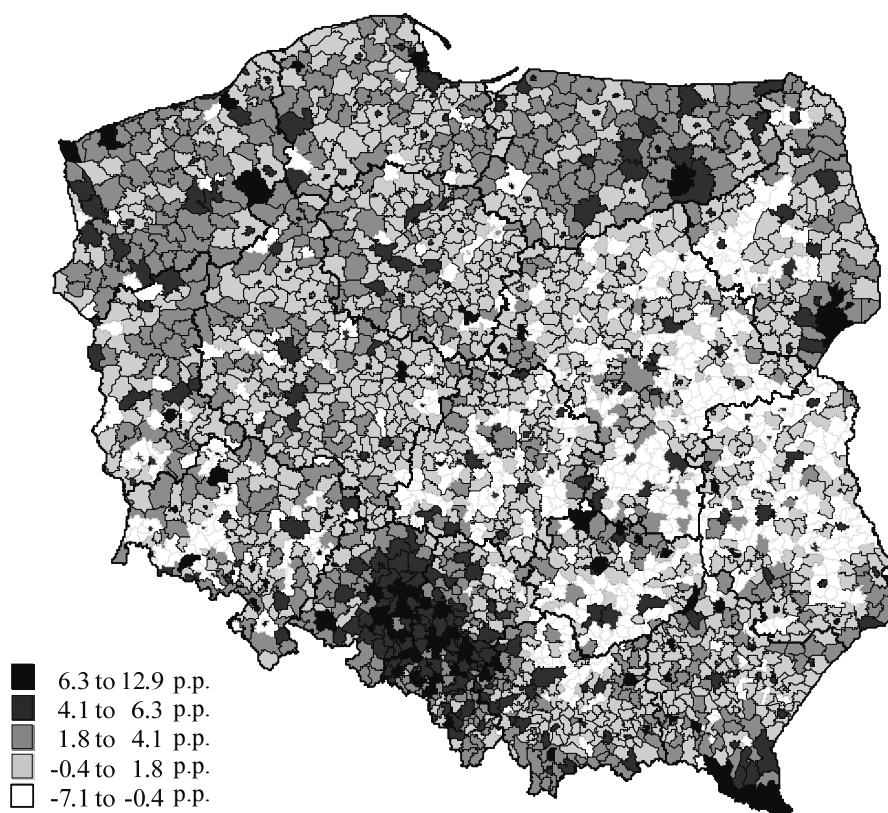 6.3 to 12.9 p.p.
4.1 to 6.3 p.p.
1.8 to 4.1 p.p.
-0.4 to 1.8 p.p.
-7.1 to -0.4 p.p.